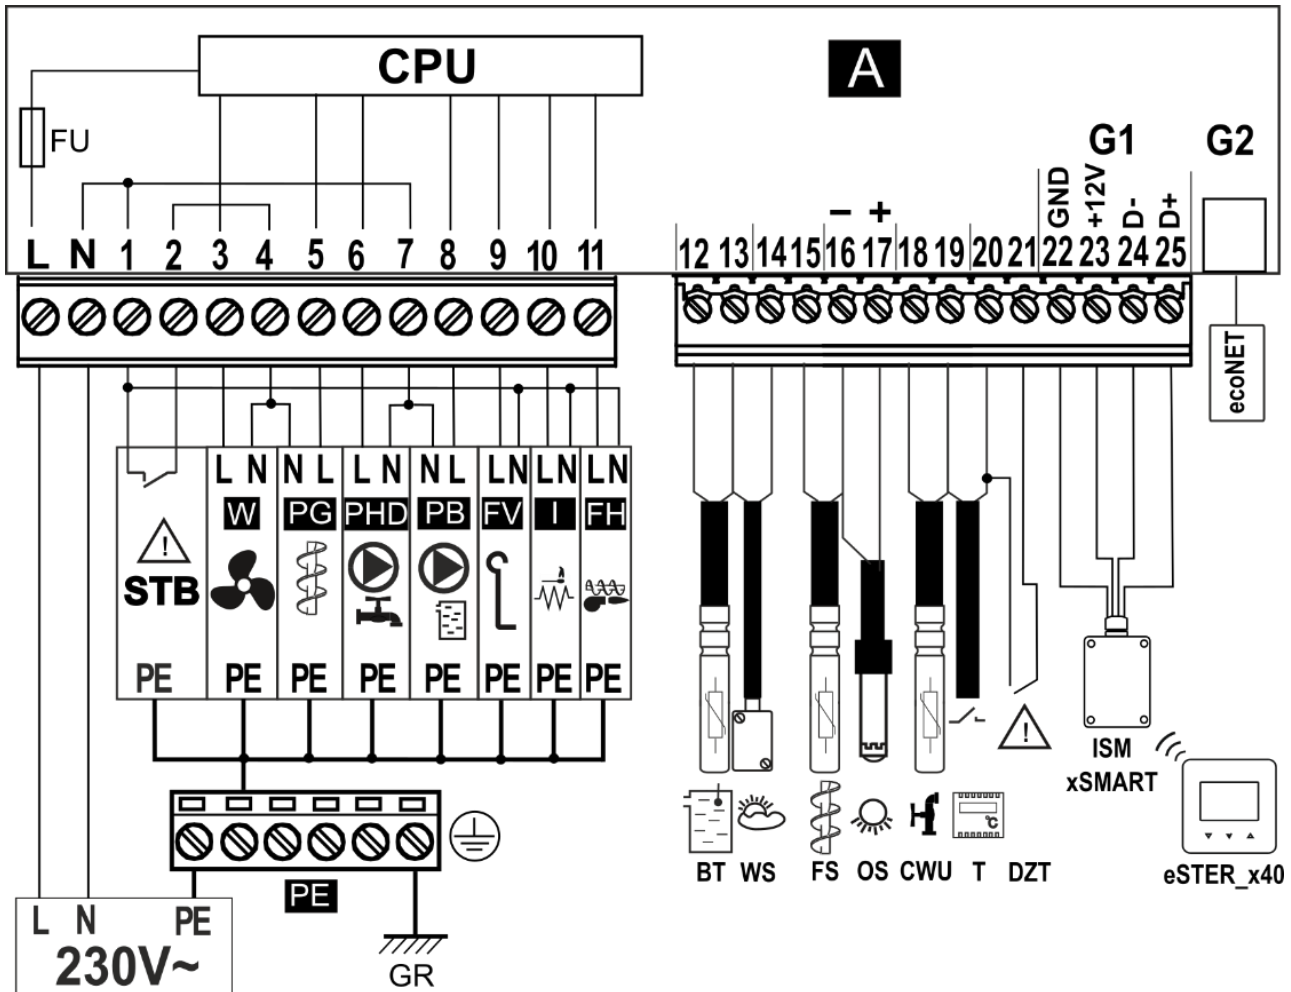 CPU
A
FU
G1
G2
GND
+12V
D-
D+
− +
L N 1 2 3 4 5 6 7 8 9 10 11
12 13 14 15 16 17 18 19 20 21 22 23 24 25
ecoNET
L N N L L N N L L N L N L N
W PG PHD PB FV I FH
!
STB
PE PE PE PE PE PE PE PE
!
ISM
xSMART
°C
BT WS FS OS CWU T DZT
eSTER_x40
PE
L N PE
230V~
GR